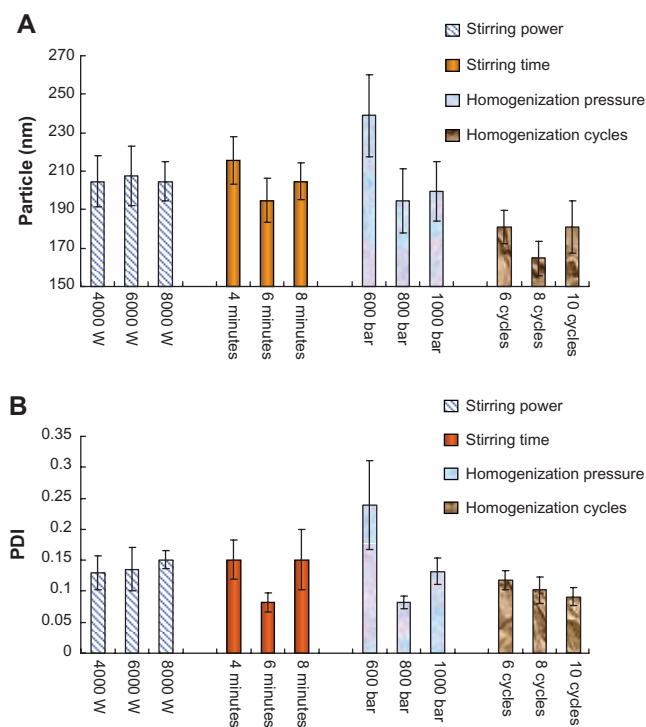 A
Stirring power
Stirring time
Homogenization pressure
Homogenization cycles
Particle (nm)
270
250
230
210
190
170
150
4000 W
6000 W
8000 W
4 minutes
6 minutes
8 minutes
600 bar
800 bar
1000 bar
6 cycles
8 cycles
10 cycles
B
Stirring power
Stirring time
Homogenization pressure
Homogenization cycles
PDI
0.35
0.3
0.25
0.2
0.15
0.1
0.05
0
4000 W
6000 W
8000 W
4 minutes
6 minutes
8 minutes
600 bar
800 bar
1000 bar
6 cycles
8 cycles
10 cycles